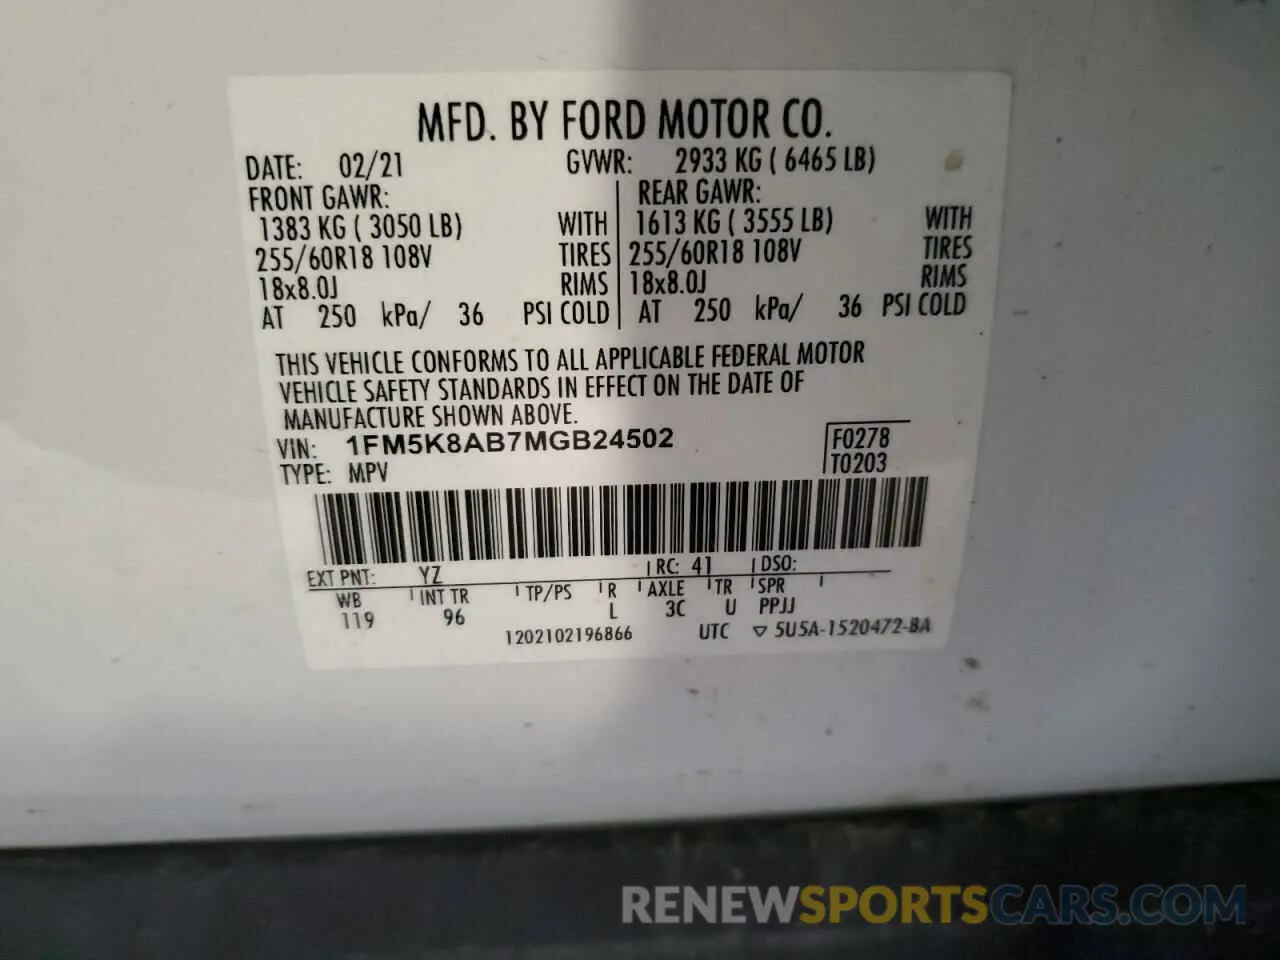 MFD. BY FORD MOTOR CO.
DATE: 02/21 GVWR: 2933 KG ( 6465 LB)
FRONT GAWR: REAR GAWR:
1383 KG ( 3050 LB) WITH 1613 KG ( 3555 LB) WITH
255/60R18 108V TIRES 255/60R18 108V TIRES
18x8.0J RIMS 18x8.0J RIMS
AT 250 kPa/ 36 PSI COLD AT 250 kPa/ 36 PSI COLD
THIS VEHICLE CONFORMS TO ALL APPLICABLE FEDERAL MOTOR
VEHICLE SAFETY STANDARDS IN EFFECT ON THE DATE OF
MANUFACTURE SHOWN ABOVE.
VIN: 1FM5K8AB7MGB24502 F0278
TYPE: MPV T0203
EXT PNT: YZ RC: 41 DSO:
WB INT TR TP/PS R AXLE TR SPR
119 96 L 3C U PPJJ
1202102196866 UTC ▽ 5U5A-1520472-BA
RENEWSPORTSCARS.COM